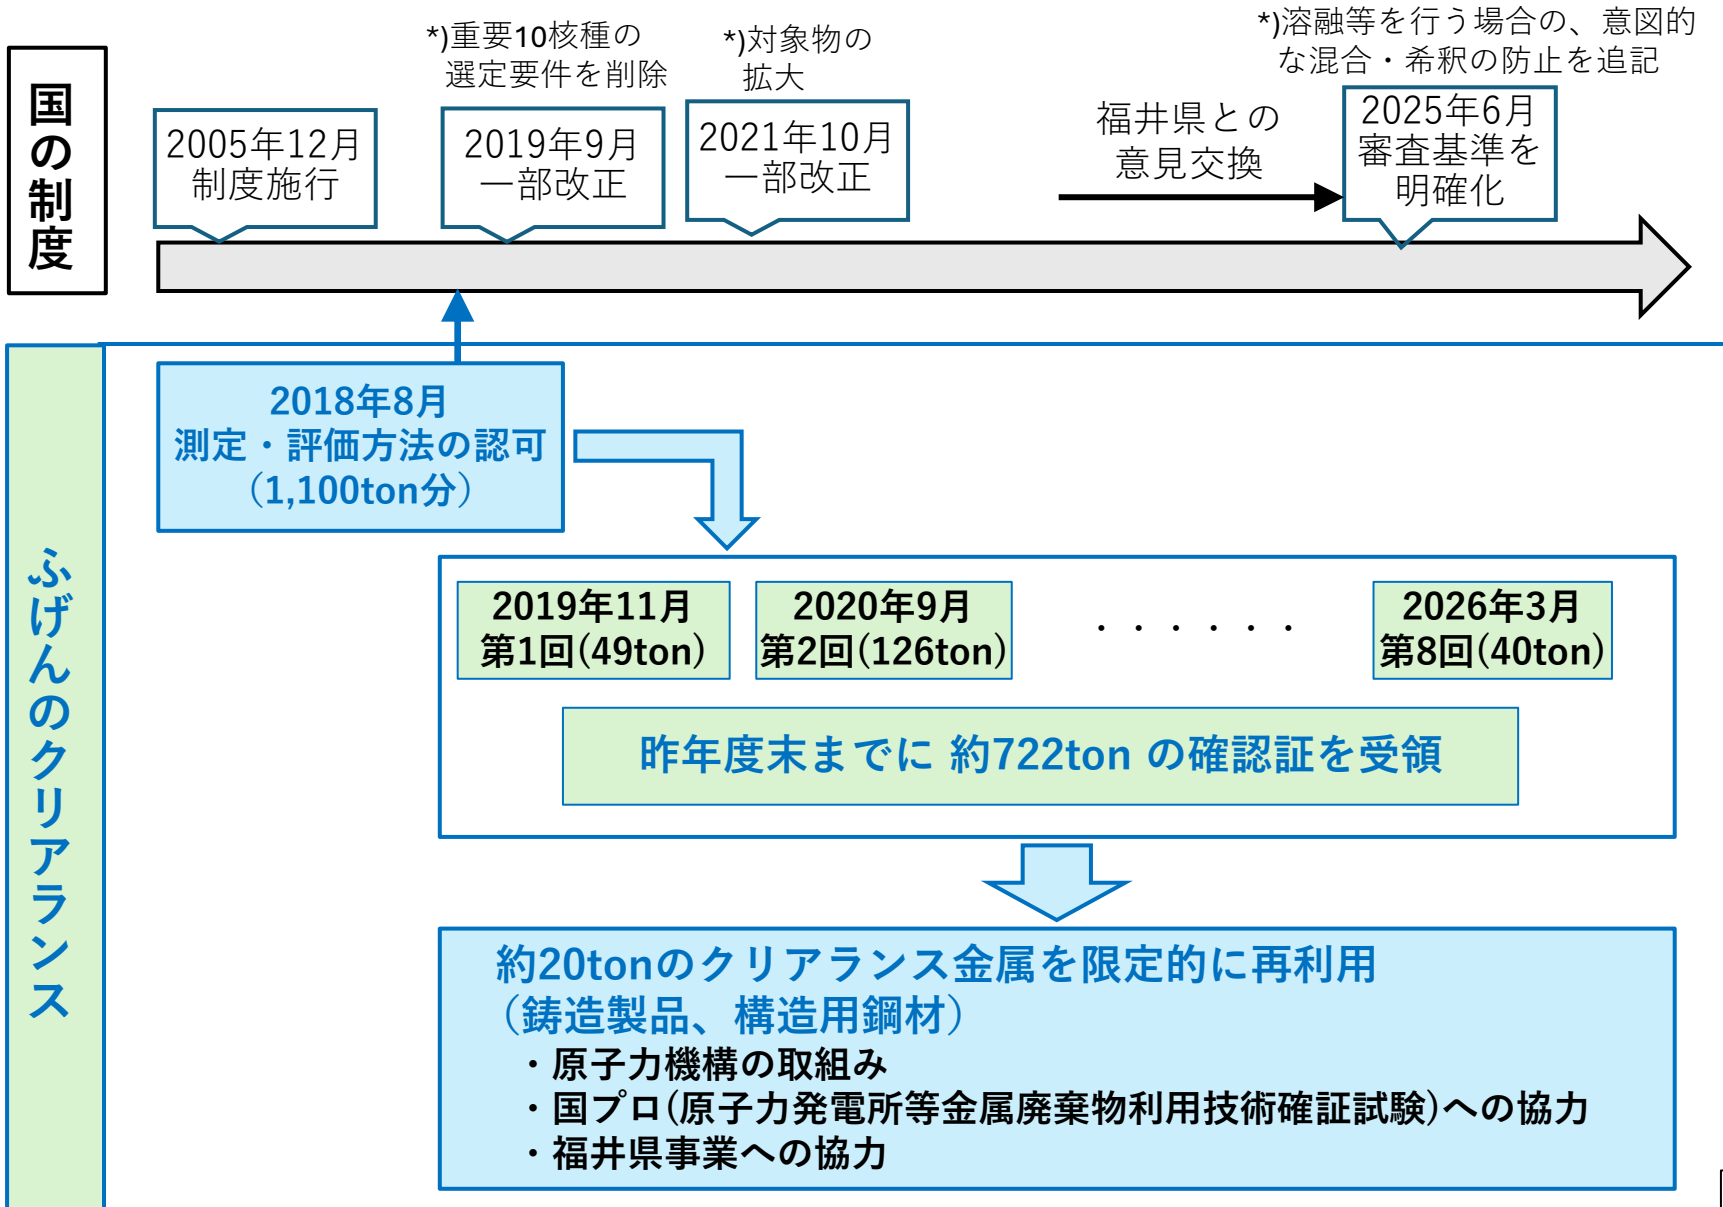 国の制度
*)重要10核種の
選定要件を削除
*)対象物の
拡大
*)溶融等を行う場合の、意図的
な混合・希釈の防止を追記
2005年12月
制度施行
2019年9月
一部改正
2021年10月
一部改正
福井県との
意見交換
2025年6月
審査基準を
明確化
ふげんのクリアランス
2018年8月
測定・評価方法の認可
（1,100ton分）
2019年11月
第1回(49ton)
2020年9月
第2回(126ton)
・・・・・・
2026年3月
第8回(40ton)
昨年度末までに 約722ton の確認証を受領
約20tonのクリアランス金属を限定的に再利用
（鋳造製品、構造用鋼材）
・原子力機構の取組み
・国プロ(原子力発電所等金属廃棄物利用技術確証試験)への協力
・福井県事業への協力